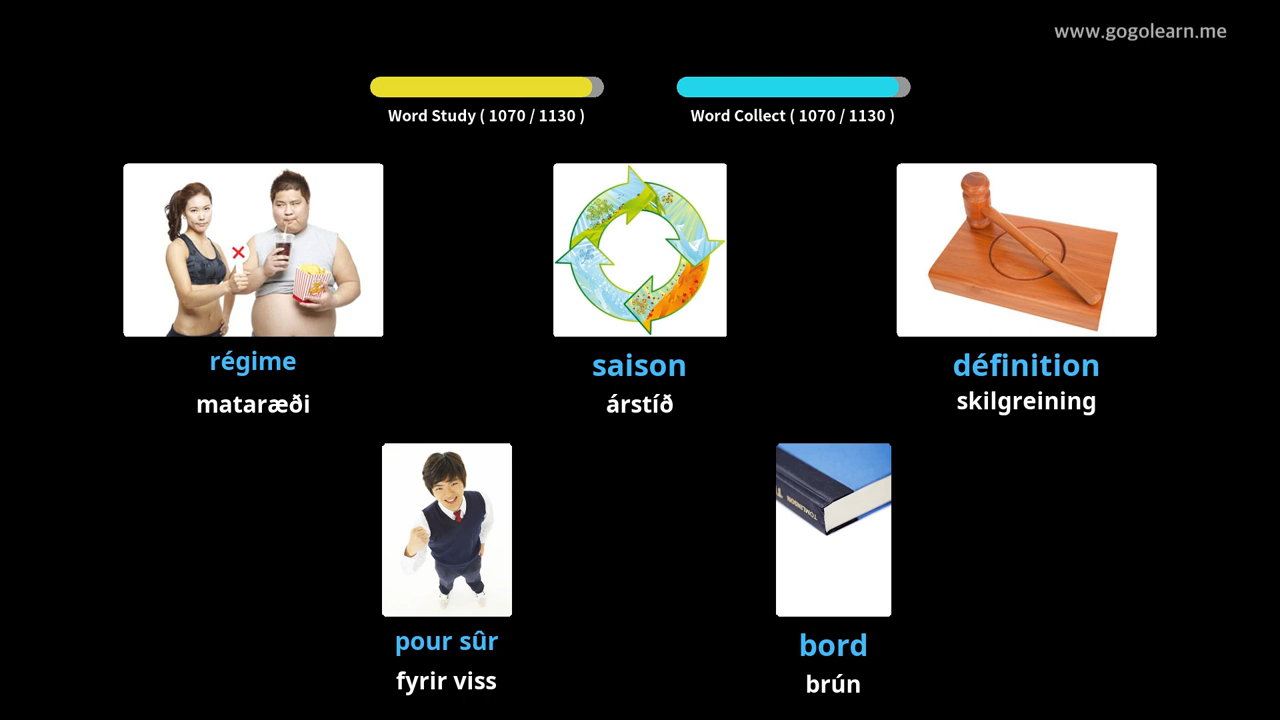 www.gogolearn.me
Word Study ( 1070 / 1130 )
Word Collect ( 1070 / 1130 )
régime
mataræði
saison
árstíð
définition
skilgreining
TOMLINSON
pour sûr
fyrir viss
bord
brún